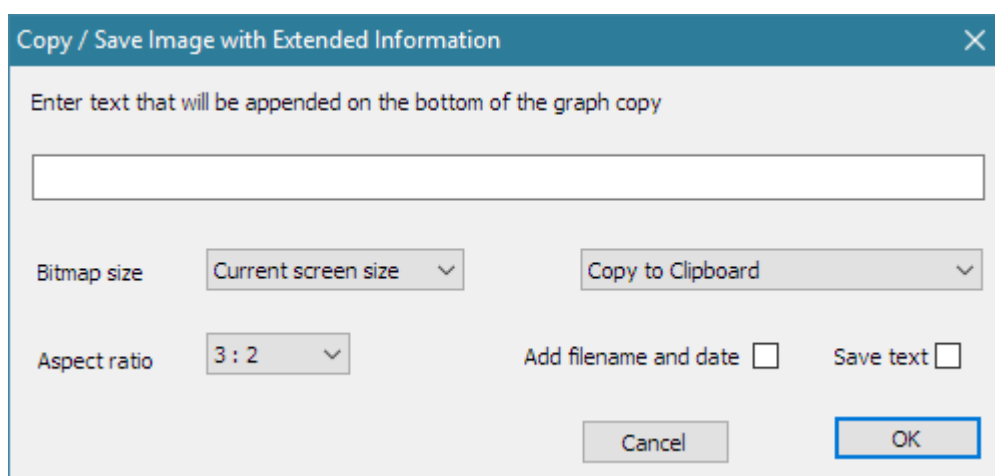 Copy / Save Image with Extended Information
Enter text that will be appended on the bottom of the graph copy
Bitmap size
Current screen size
Copy to Clipboard
Aspect ratio
3 : 2
Add filename and date
Save text
Cancel
OK